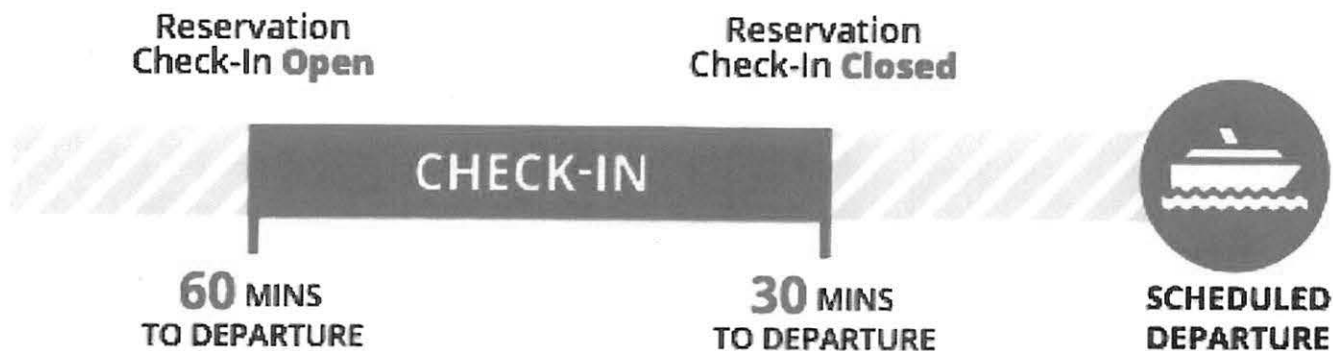 Reservation
Check-In Open
Reservation
Check-In Closed
CHECK-IN
60 MINS
TO DEPARTURE
30 MINS
TO DEPARTURE
SCHEDULED
DEPARTURE